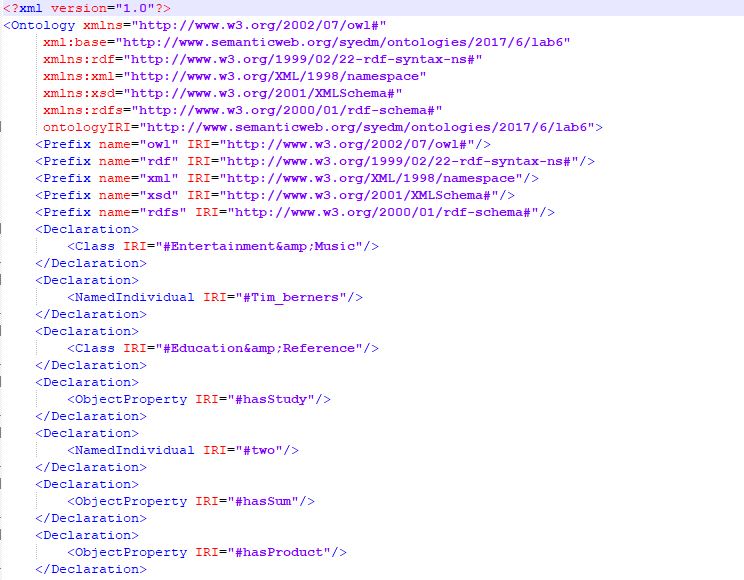 <?xml version="1.0"?>
<Ontology xmlns="http://www.w3.org/2002/07/owl#"
xml:base="http://www.semanticweb.org/syedm/ontologies/2017/6/lab6"
xmlns:rdf="http://www.w3.org/1999/02/22-rdf-syntax-ns#"
xmlns:xml="http://www.w3.org/XML/1998/namespace"
xmlns:xsd="http://www.w3.org/2001/XMLSchema#"
xmlns:rdfs="http://www.w3.org/2000/01/rdf-schema#"
ontologyIRI="http://www.semanticweb.org/syedm/ontologies/2017/6/lab6">
<Prefix name="owl" IRI="http://www.w3.org/2002/07/owl#"/>
<Prefix name="rdf" IRI="http://www.w3.org/1999/02/22-rdf-syntax-ns#"/>
<Prefix name="xml" IRI="http://www.w3.org/XML/1998/namespace"/>
<Prefix name="xsd" IRI="http://www.w3.org/2001/XMLSchema#"/>
<Prefix name="rdfs" IRI="http://www.w3.org/2000/01/rdf-schema#"/>
<Declaration>
<Class IRI="#Entertainment&amp;Music"/>
</Declaration>
<Declaration>
<NamedIndividual IRI="#Tim_berners"/>
</Declaration>
<Declaration>
<Class IRI="#Education&amp;Reference"/>
</Declaration>
<Declaration>
<ObjectProperty IRI="#hasStudy"/>
</Declaration>
<Declaration>
<NamedIndividual IRI="#two"/>
</Declaration>
<Declaration>
<ObjectProperty IRI="#hasSum"/>
</Declaration>
<Declaration>
<ObjectProperty IRI="#hasProduct"/>
</Declaration>